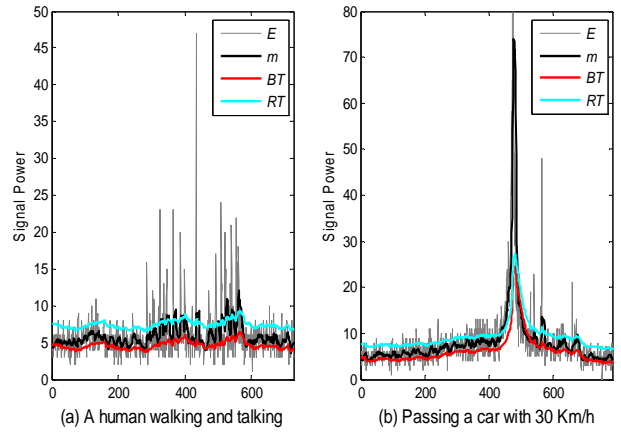 50
45
40
35
30
25
20
15
10
5
0
Signal Power
0 200 400 600
E
m
BT
RT
(a) A human walking and talking
80
70
60
50
40
30
20
10
0
Signal Power
0 200 400 600
E
m
BT
RT
(b) Passing a car with 30 Km/h